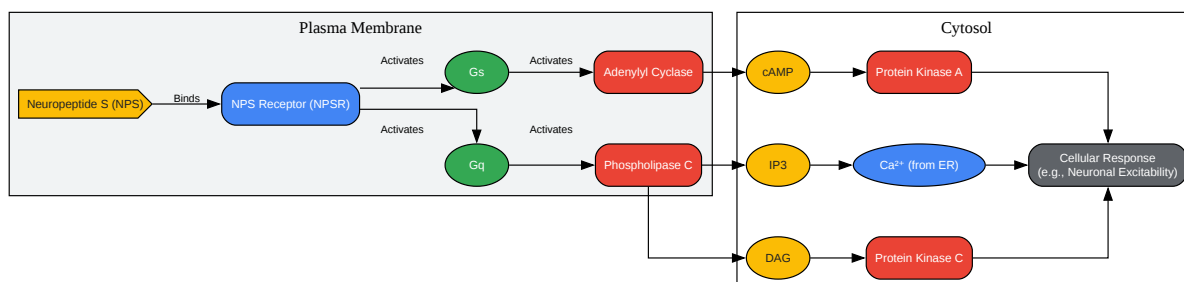 Plasma Membrane
Cytosol
Activates
Gs
Activates
Adenylyl Cyclase
cAMP
Protein Kinase A
Neuropeptide S (NPS)
Binds
NPS Receptor (NPSR)
Activates
Gq
Activates
Phospholipase C
IP3
Ca²⁺ (from ER)
Cellular Response
(e.g., Neuronal Excitability)
DAG
Protein Kinase C